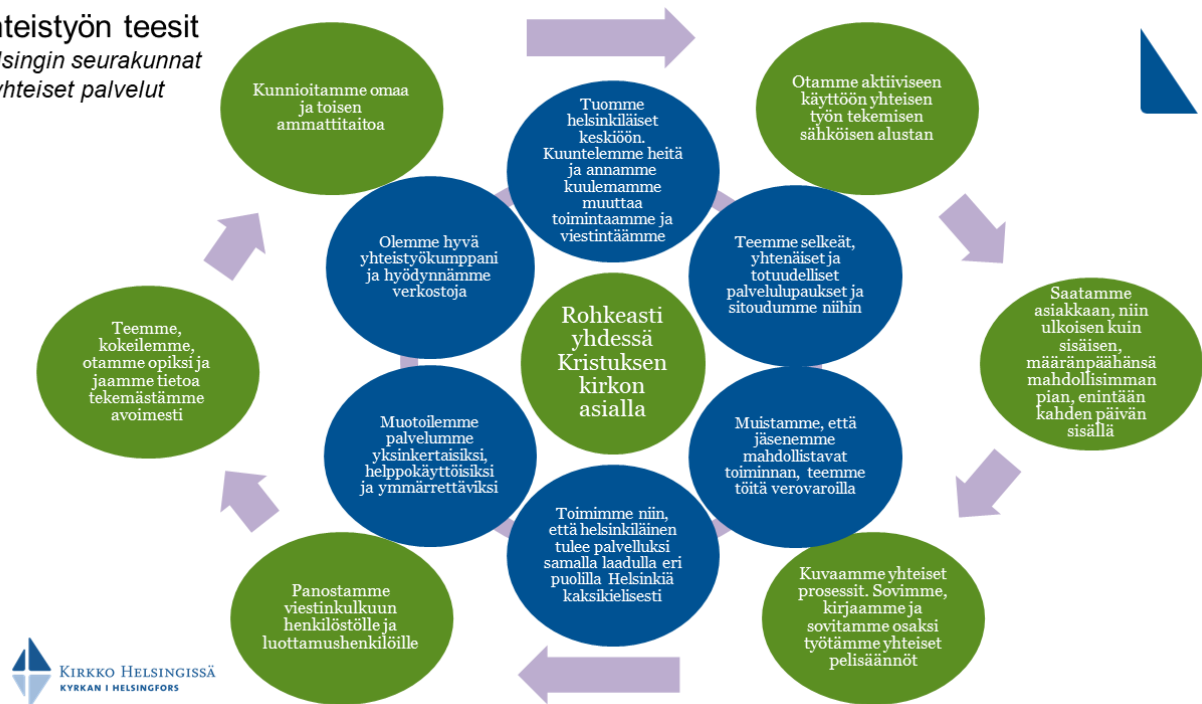 nteistyön teesit
lsingin seurakunnat
yhteiset palvelut
Kunnioitamme omaa
ja toisen
ammattitaitoa
Tuomme
helsinkiläiset
keskiöön.
Kuuntelemme heitä
ja annamme
kuulemamme
muuttaa
toimintaamme ja
viestintäämme
Otamme aktiiviseen
käyttöön yhteisen
työn tekemisen
sähköisen alustan
Olemme hyvä
yhteistyökumppani
ja hyödynnämme
verkostoja
Teemme selkeät,
yhtenäiset ja
totuudelliset
palvelulupaukset ja
sitoudumme niihin
Teemme,
kokeilemme,
otamme opiksi ja
jaamme tietoa
tekemästämme
avoimesti
Rohkeasti
yhdessä
Kristuksen
kirkon
asialla
Saatamme
asiakkaan, niin
ulkoisen kuin
sisäisen,
määränpäähänsä
mahdollisimman
pian, enintään
kahden päivän
sisällä
Muotoilemme
palvelumme
yksinkertaisiksi,
helppokäyttöisiksi
ja ymmärrettäviksi
Muistamme, että
jäsenemme
mahdollistavat
toiminnan, teemme
töitä verovaroilla
Toimimme niin,
että helsinkiläinen
tulee palvelluksi
samalla laadulla eri
puolilla Helsinkiä
kaksikielisesti
Panostamme
viestinkulkuun
henkilöstölle ja
luottamushenkilöille
Kuvaamme yhteiset
prosessit. Sovimme,
kirjaamme ja
sovitamme osaksi
työtämme yhteiset
pelisäännöt
KIRKKO HELSINGISSÄ
KYRKAN I HELSINGFORS